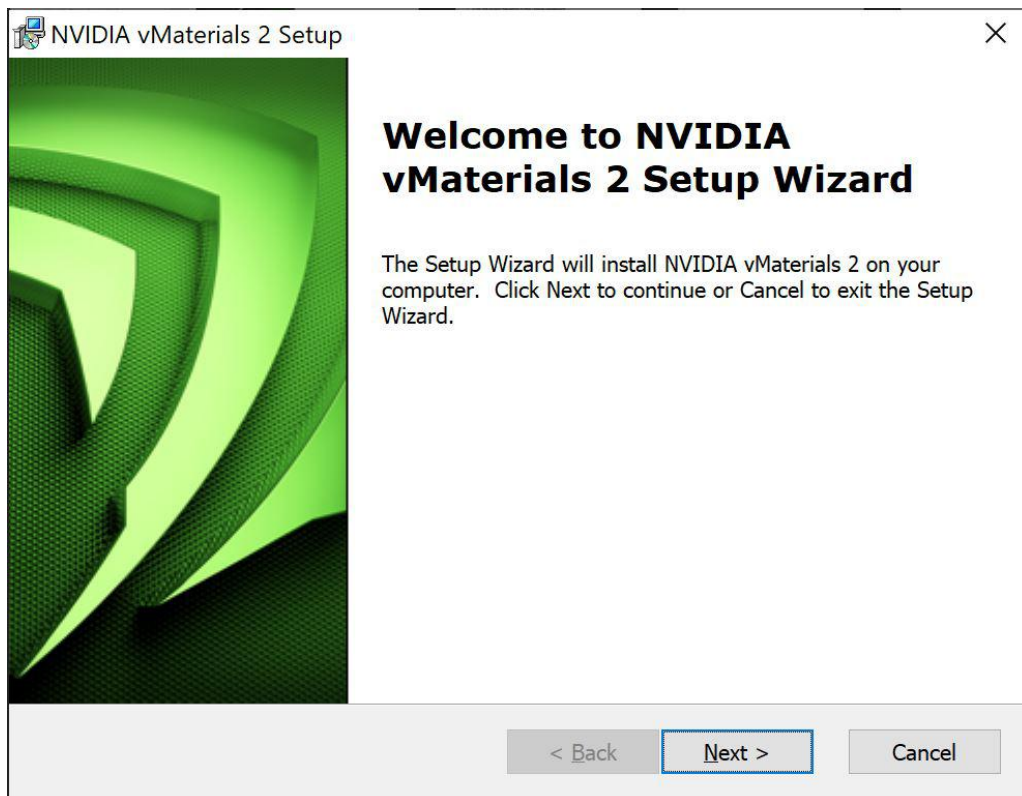 NVIDIA vMaterials 2 Setup
Welcome to NVIDIA
vMaterials 2 Setup Wizard
The Setup Wizard will install NVIDIA vMaterials 2 on your
computer.  Click Next to continue or Cancel to exit the Setup
Wizard.
< Back
Next >
Cancel